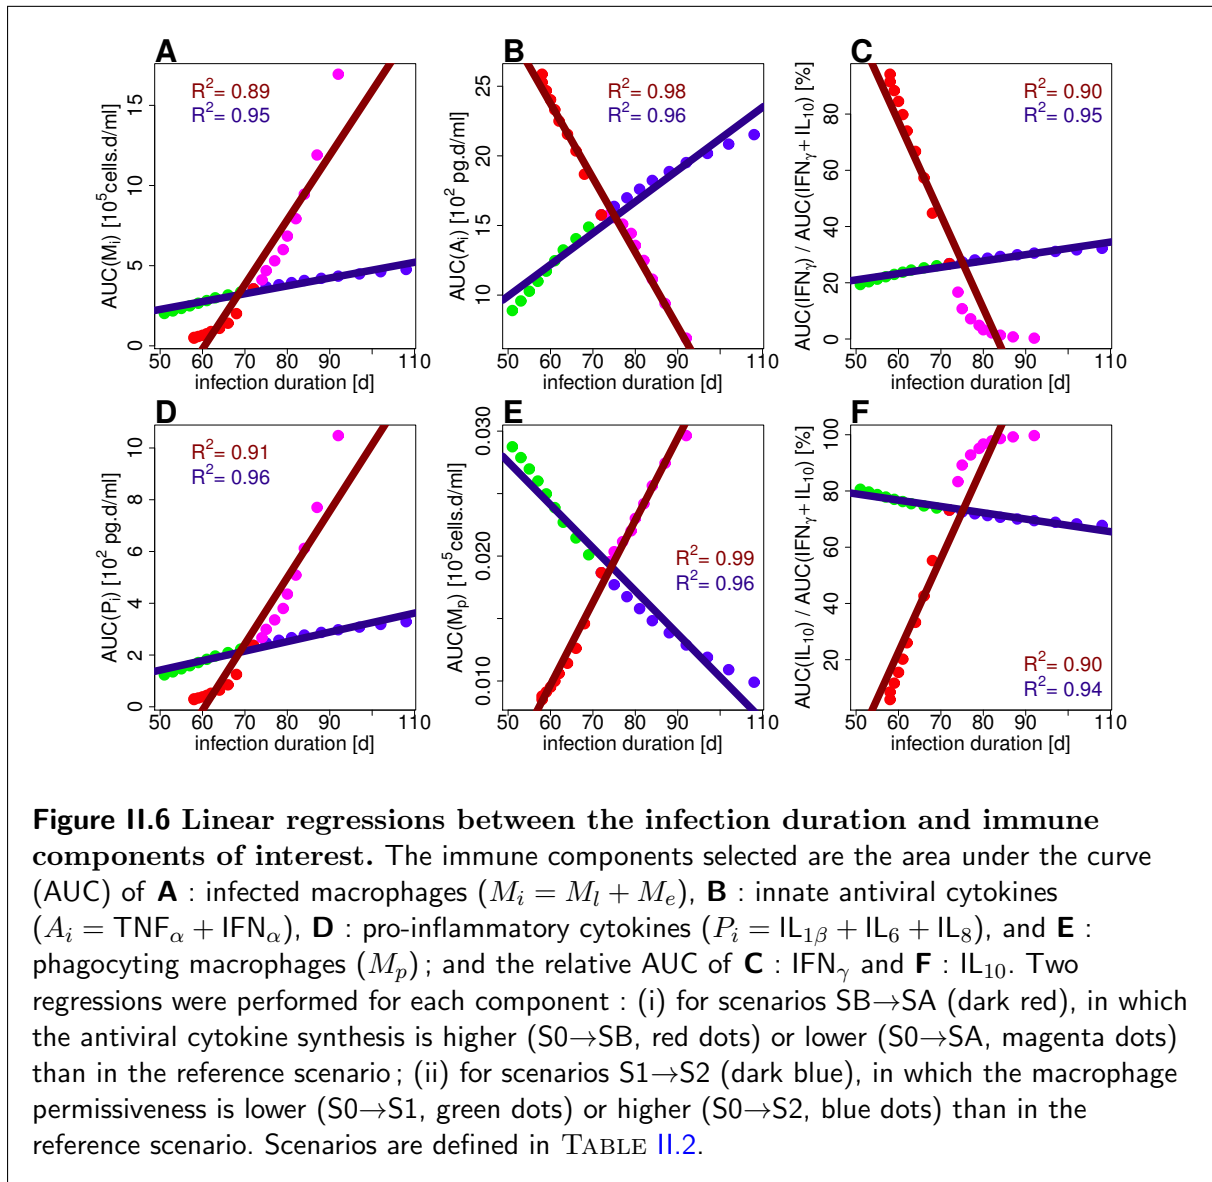 A
R²= 0.89
R²= 0.95
AUC(Mᵢ) [10⁵cells.d/ml]
0
5
10
15
50 60 70 80 90 110
infection duration [d]
B
R²= 0.98
R²= 0.96
AUC(Aᵢ) [10² pg.d/ml]
10
15
20
25
50 60 70 80 90 110
infection duration [d]
C
R²= 0.90
R²= 0.95
AUC(IFNγ) / AUC(IFNγ+ IL₁₀) [%]
0
20
40
60
80
50 60 70 80 90 110
infection duration [d]
D
R²= 0.91
R²= 0.96
AUC(Pᵢ) [10² pg.d/ml]
0
2
4
6
8
10
50 60 70 80 90 110
infection duration [d]
E
R²= 0.99
R²= 0.96
AUC(Mₚ) [10⁵cells.d/ml]
0.010
0.020
0.030
50 60 70 80 90 110
infection duration [d]
F
R²= 0.90
R²= 0.94
AUC(IL₁₀) / AUC(IFNγ+ IL₁₀) [%]
20
40
60
80
100
50 60 70 80 90 110
infection duration [d]
Figure II.6 Linear regressions between the infection duration and immune
components of interest. The immune components selected are the area under the curve
(AUC) of A : infected macrophages (Mᵢ = Mₗ + Mₑ), B : innate antiviral cytokines
(Aᵢ = TNFα + IFNα), D : pro-inflammatory cytokines (Pᵢ = IL₁β + IL₆ + IL₈), and E :
phagocyting macrophages (Mₚ) ; and the relative AUC of C : IFNγ and F : IL₁₀. Two
regressions were performed for each component : (i) for scenarios SB→SA (dark red), in which
the antiviral cytokine synthesis is higher (S0→SB, red dots) or lower (S0→SA, magenta dots)
than in the reference scenario ; (ii) for scenarios S1→S2 (dark blue), in which the macrophage
permissiveness is lower (S0→S1, green dots) or higher (S0→S2, blue dots) than in the
reference scenario. Scenarios are defined in TABLE II.2.